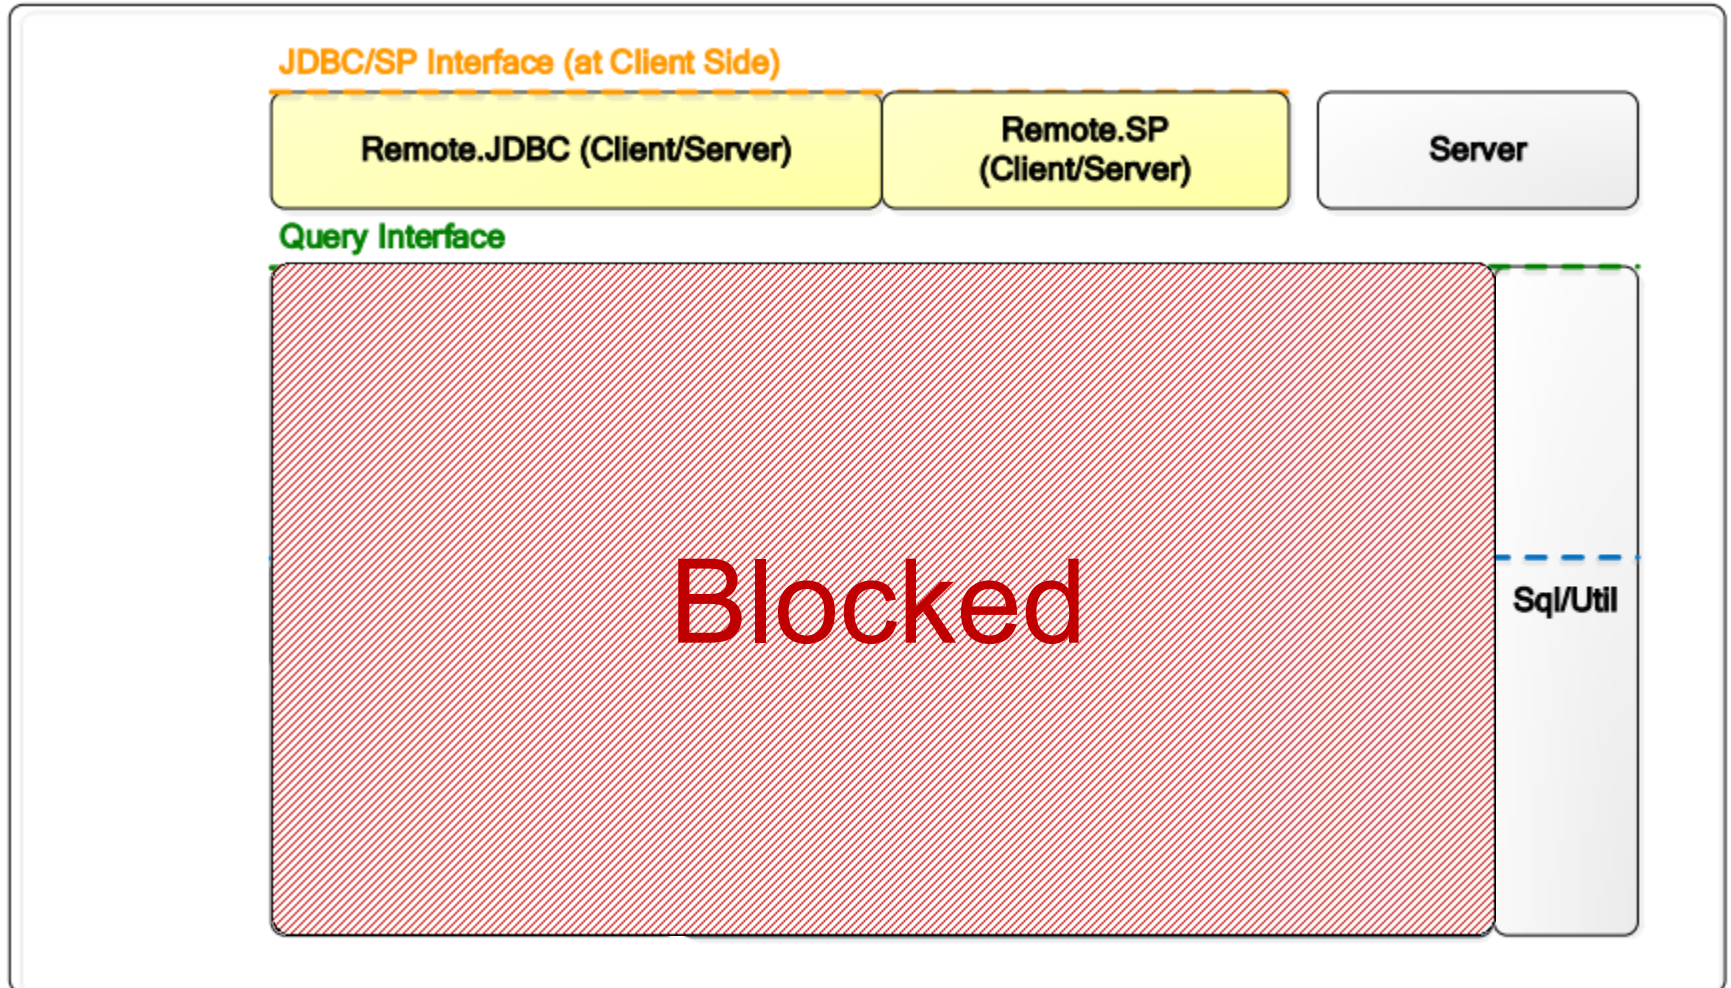 JDBC/SP Interface (at Client Side)
Remote.JDBC (Client/Server)
Remote.SP
(Client/Server)
Server
Query Interface
Blocked
Sql/Util